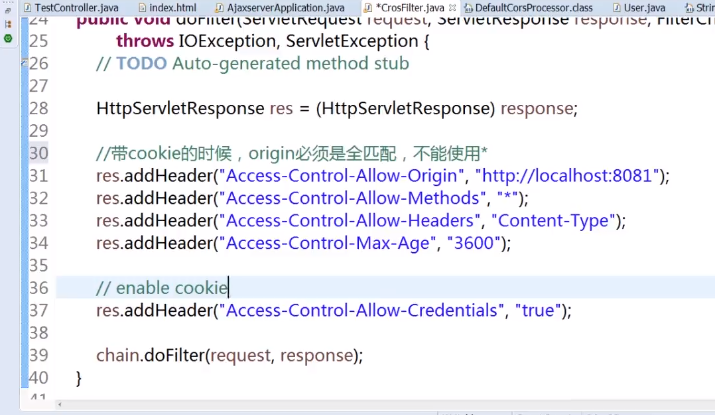 TestController.java index.html AjaxserverApplication.java *CrosFilter.java DefaultCorsProcessor.class User.java Strin
24 public void doFilter(ServletRequest request, ServletResponse response, FilterCh
25 throws IOException, ServletException {
26 // TODO Auto-generated method stub
27
28 HttpServletResponse res = (HttpServletResponse) response;
29
30 //带cookie的时候，origin必须是全匹配，不能使用*
31 res.addHeader("Access-Control-Allow-Origin", "http://localhost:8081");
32 res.addHeader("Access-Control-Allow-Methods", "*");
33 res.addHeader("Access-Control-Allow-Headers", "Content-Type");
34 res.addHeader("Access-Control-Max-Age", "3600");
35
36 // enable cookie
37 res.addHeader("Access-Control-Allow-Credentials", "true");
38
39 chain.doFilter(request, response);
40 }
41